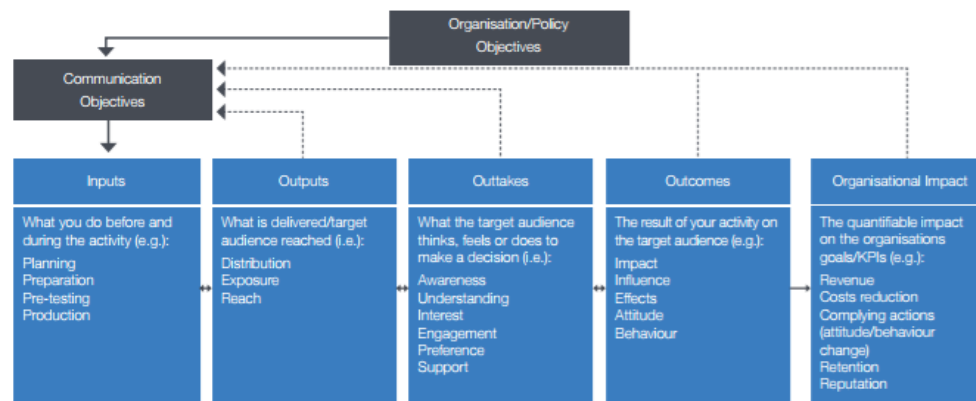 Organisation/Policy
Objectives
Communication
Objectives
Inputs
What you do before and
during the activity (e.g.):
Planning
Preparation
Pre-testing
Production
Outputs
What is delivered/target
audience reached (i.e.):
Distribution
Exposure
Reach
Outtakes
What the target audience
thinks, feels or does to
make a decision (i.e.):
Awareness
Understanding
Interest
Engagement
Preference
Support
Outcomes
The result of your activity on
the target audience (e.g.):
Impact
Influence
Effects
Attitude
Behaviour
Organisational Impact
The quantifiable impact
on the organisations
goals/KPIs (e.g.):
Revenue
Costs reduction
Complying actions
(attitude/behaviour
change)
Retention
Reputation